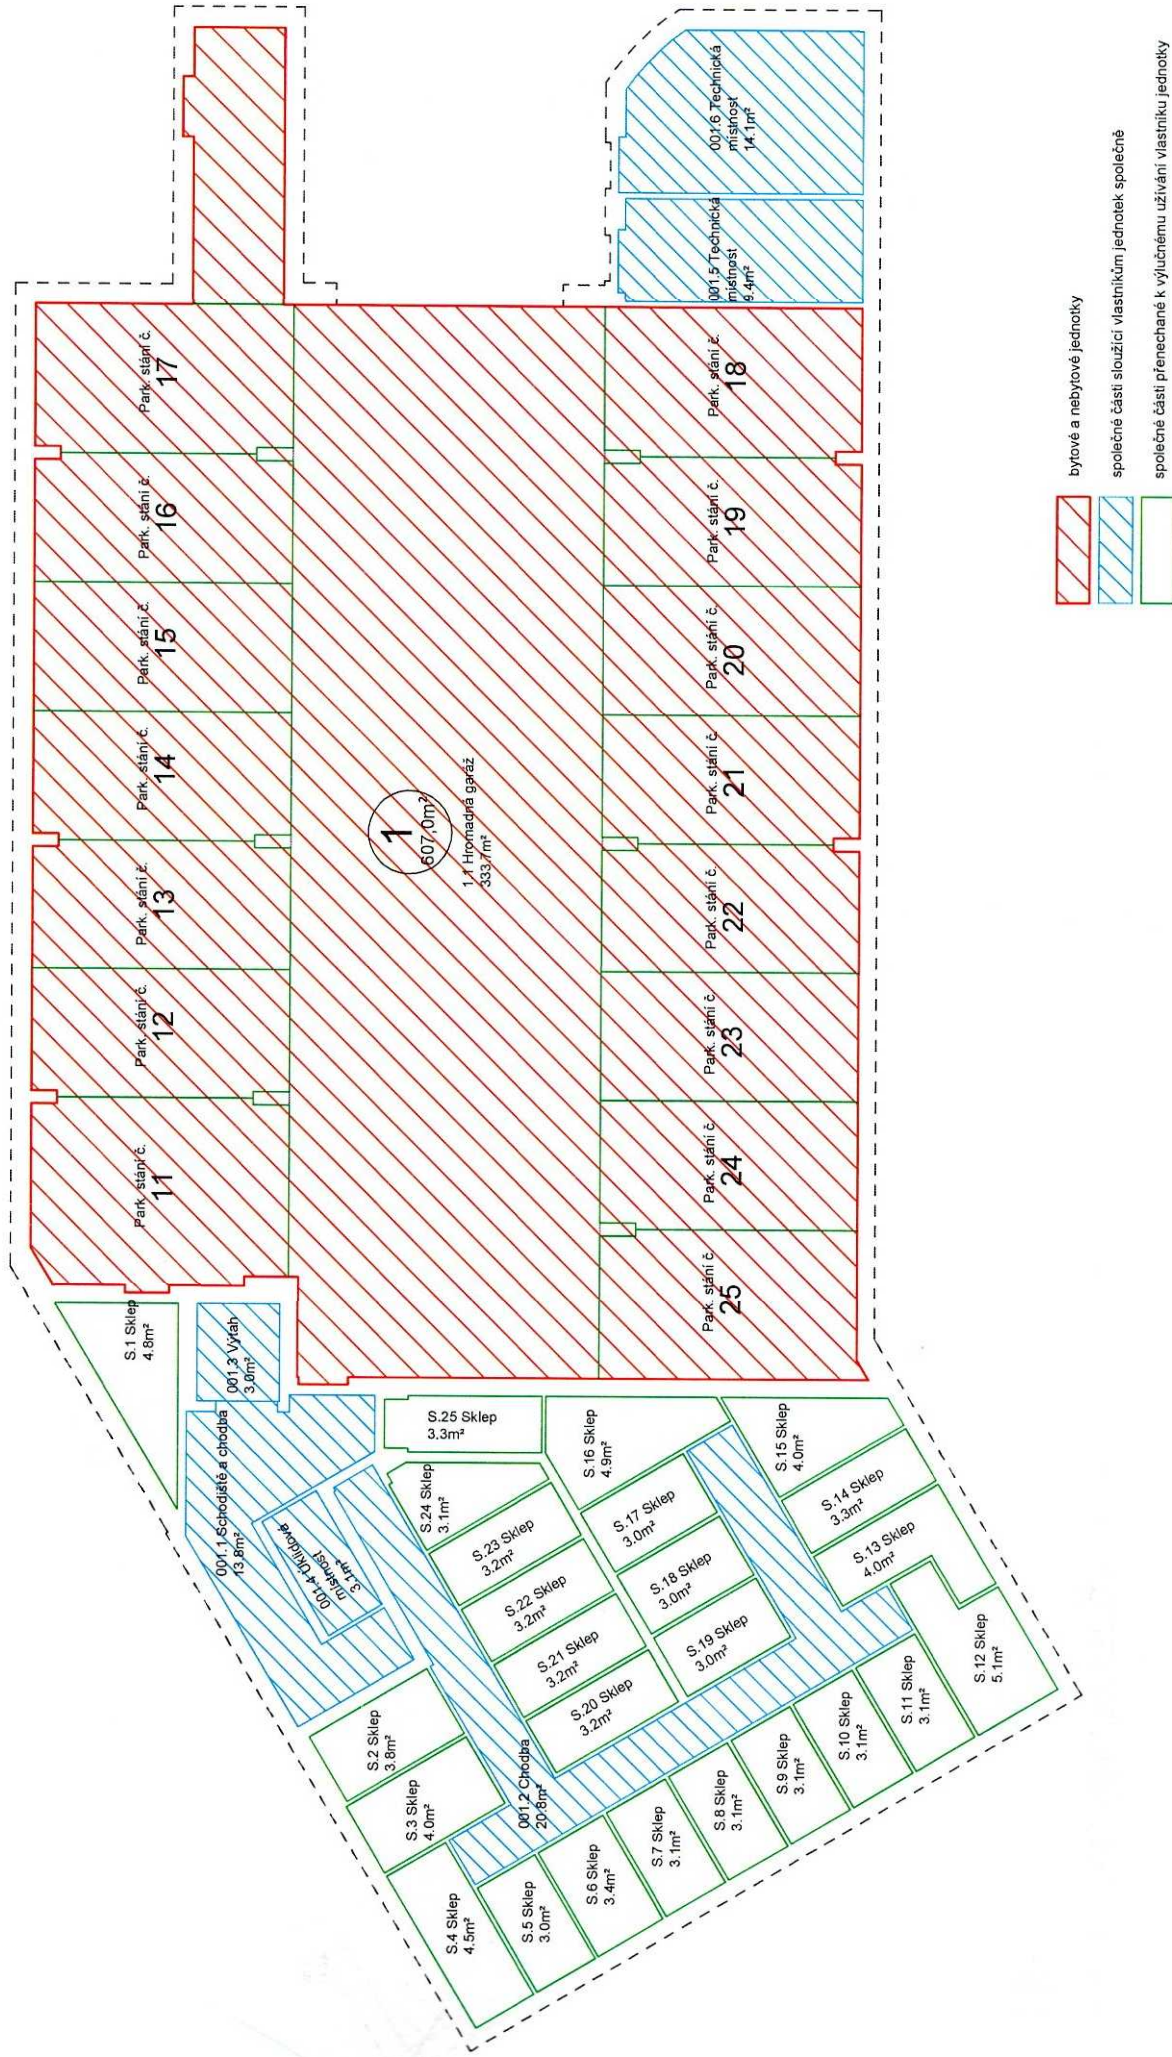 Park. stání č.
11
Park. stání č.
12
Park. stání č.
13
Park. stání č.
14
Park. stání č.
15
Park. stání č.
16
Park. stání č.
17
1
607,0m²
1.1 Hromadná garáž
333.7m²
Park. stání č.
25
Park. stání č.
24
Park. stání č.
23
Park. stání č.
22
Park. stání č.
21
Park. stání č.
20
Park. stání č.
19
Park. stání č.
18
001.5 Technická
místnost
9.4m²
001.6 Technická
místnost
14.1m²
S.1 Sklep
4.8m²
001.3 Výtah
3.0m²
001.1 Schodiště a chodba
13.8m²
001.4 Úklidová
místnost
3.1m²
S.2 Sklep
3.8m²
S.3 Sklep
4.0m²
S.4 Sklep
4.5m²
S.5 Sklep
3.0m²
S.6 Sklep
3.4m²
S.7 Sklep
3.1m²
S.8 Sklep
3.1m²
S.9 Sklep
3.1m²
S.10 Sklep
3.1m²
S.11 Sklep
3.1m²
S.12 Sklep
5.1m²
S.13 Sklep
4.0m²
S.14 Sklep
3.3m²
S.15 Sklep
4.0m²
S.16 Sklep
4.9m²
S.17 Sklep
3.0m²
S.18 Sklep
3.0m²
S.19 Sklep
3.0m²
S.20 Sklep
3.2m²
S.21 Sklep
3.2m²
S.22 Sklep
3.2m²
S.23 Sklep
3.2m²
S.24 Sklep
3.1m²
S.25 Sklep
3.3m²
001.2 Chodba
20.8m²
bytové a nebytové jednotky
společné části sloužící vlastníkům jednotek společně
společné části přenechané k výlučnému užívání vlastníku jednotky